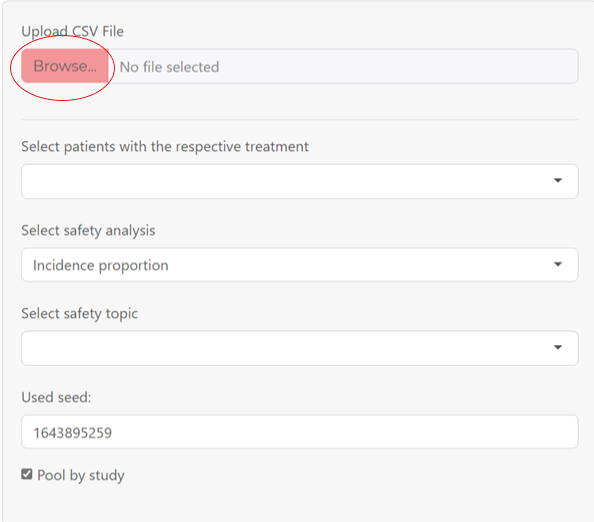 Upload CSV File
Browse... No file selected
Select patients with the respective treatment
Select safety analysis
Incidence proportion
Select safety topic
Used seed:
1643895259
Pool by study